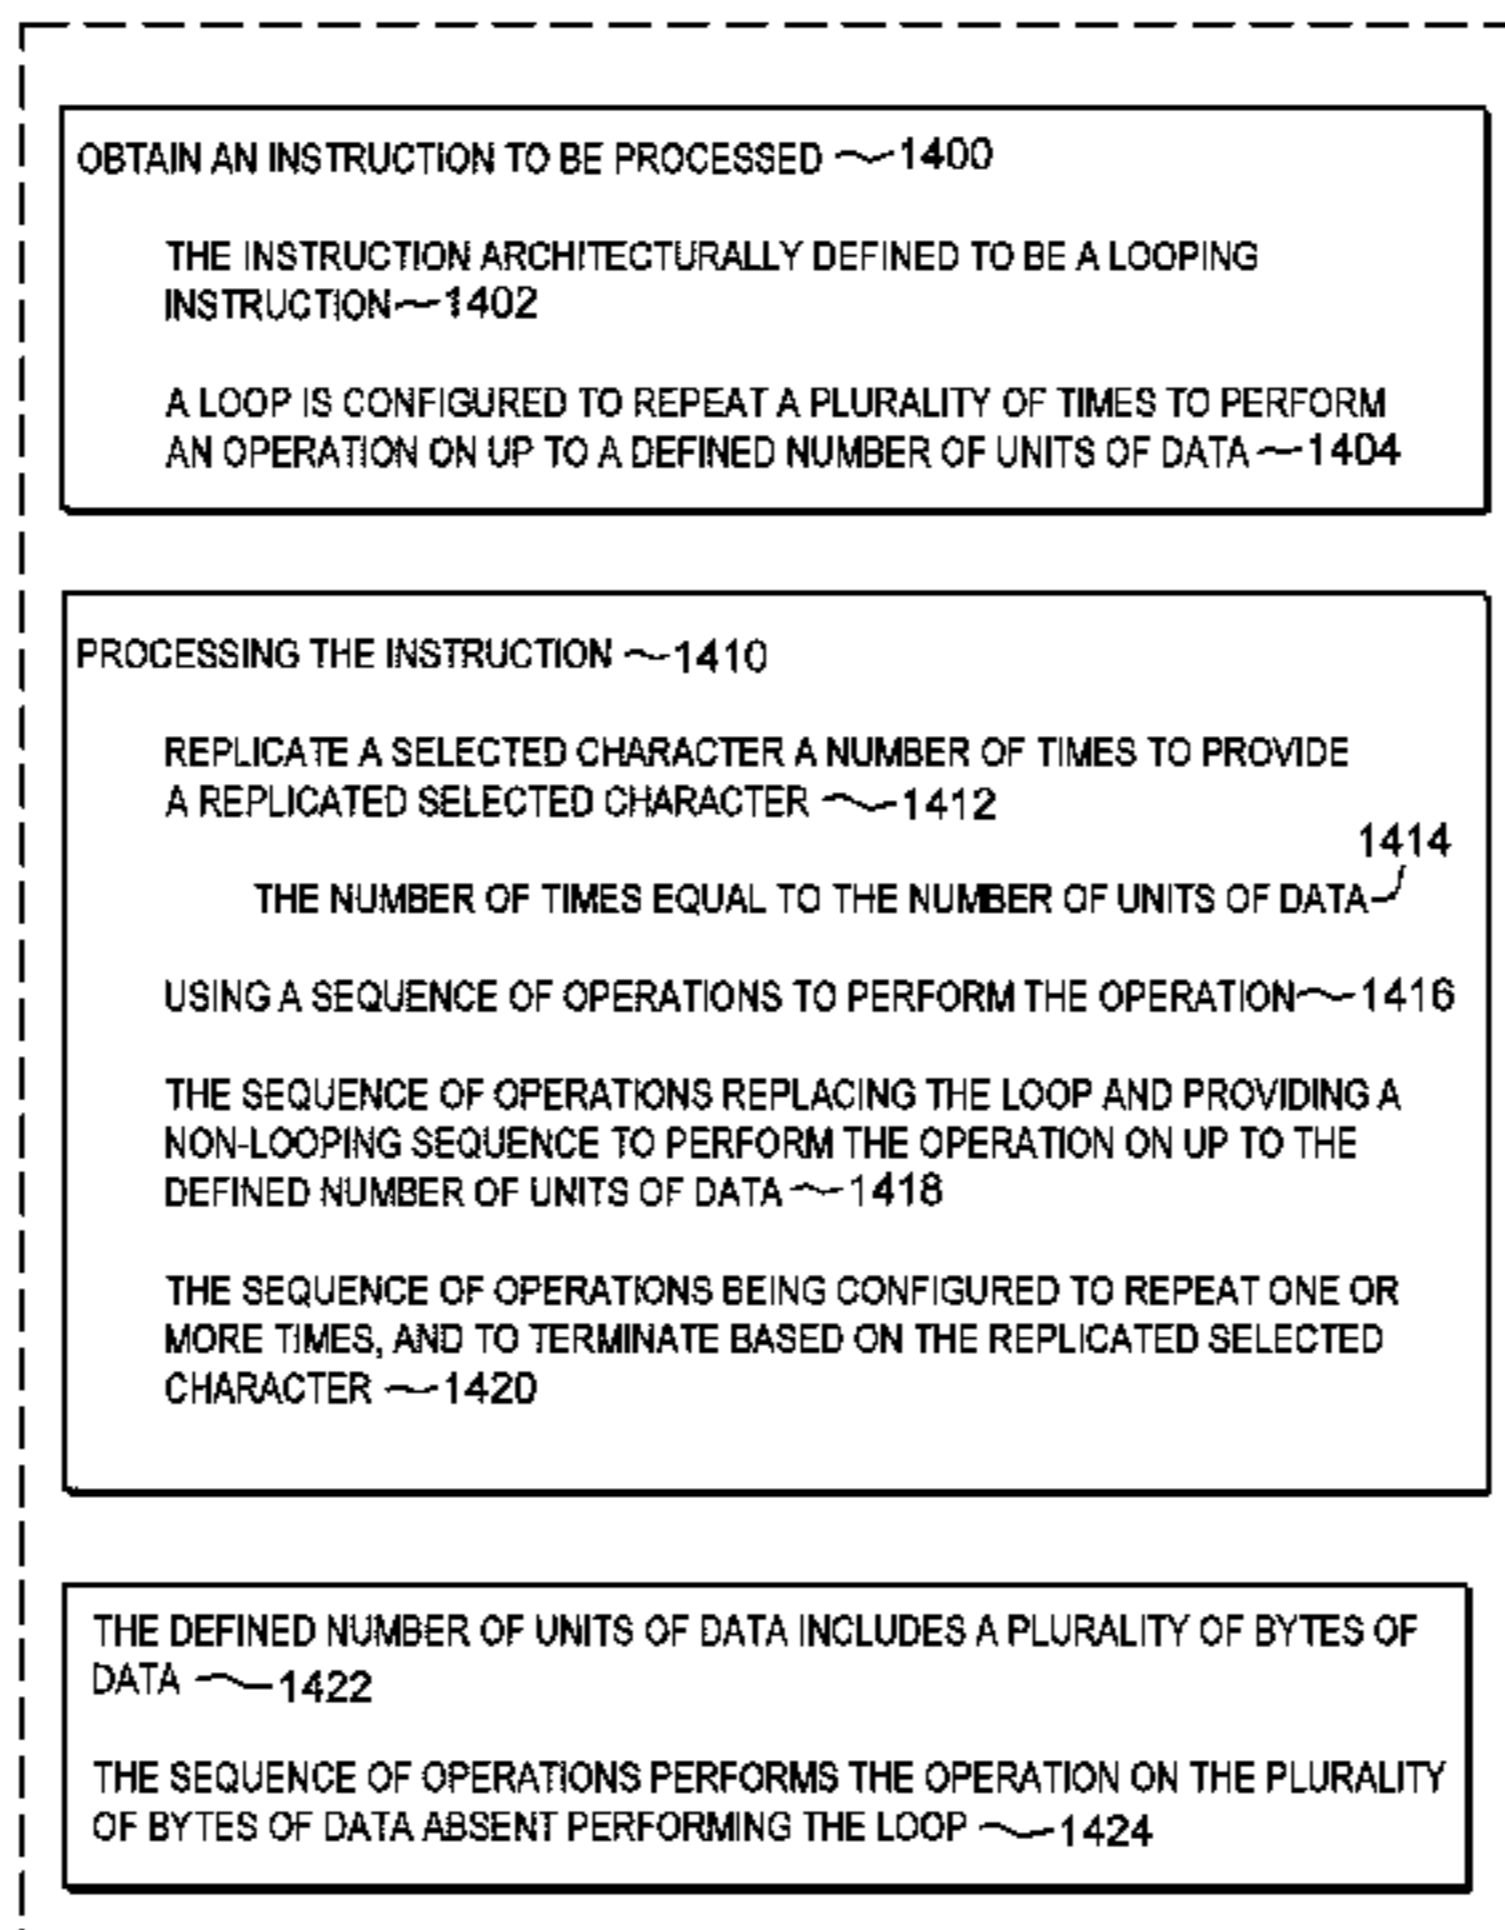 OBTAIN AN INSTRUCTION TO BE PROCESSED 1400
THE INSTRUCTION ARCHITECTURALLY DEFINED TO BE A LOOPING
INSTRUCTION 1402
A LOOP IS CONFIGURED TO REPEAT A PLURALITY OF TIMES TO PERFORM
AN OPERATION ON UP TO A DEFINED NUMBER OF UNITS OF DATA 1404
PROCESSING THE INSTRUCTION 1410
REPLICATE A SELECTED CHARACTER A NUMBER OF TIMES TO PROVIDE
A REPLICATED SELECTED CHARACTER 1412
1414
THE NUMBER OF TIMES EQUAL TO THE NUMBER OF UNITS OF DATA
USING A SEQUENCE OF OPERATIONS TO PERFORM THE OPERATION 1416
THE SEQUENCE OF OPERATIONS REPLACING THE LOOP AND PROVIDING A
NON-LOOPING SEQUENCE TO PERFORM THE OPERATION ON UP TO THE
DEFINED NUMBER OF UNITS OF DATA 1418
THE SEQUENCE OF OPERATIONS BEING CONFIGURED TO REPEAT ONE OR
MORE TIMES, AND TO TERMINATE BASED ON THE REPLICATED SELECTED
CHARACTER 1420
THE DEFINED NUMBER OF UNITS OF DATA INCLUDES A PLURALITY OF BYTES OF
DATA 1422
THE SEQUENCE OF OPERATIONS PERFORMS THE OPERATION ON THE PLURALITY
OF BYTES OF DATA ABSENT PERFORMING THE LOOP 1424